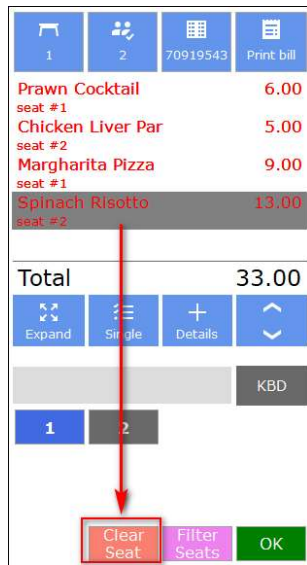 1 2 70919543 Print bill
Prawn Cocktail 6.00
seat #1
Chicken Liver Par 5.00
seat #2
Margharita Pizza 9.00
seat #1
Spinach Risotto 13.00
seat #2
Total 33.00
Expand Single Details
KBD
1 2
Clear Filter OK
Seat Seats